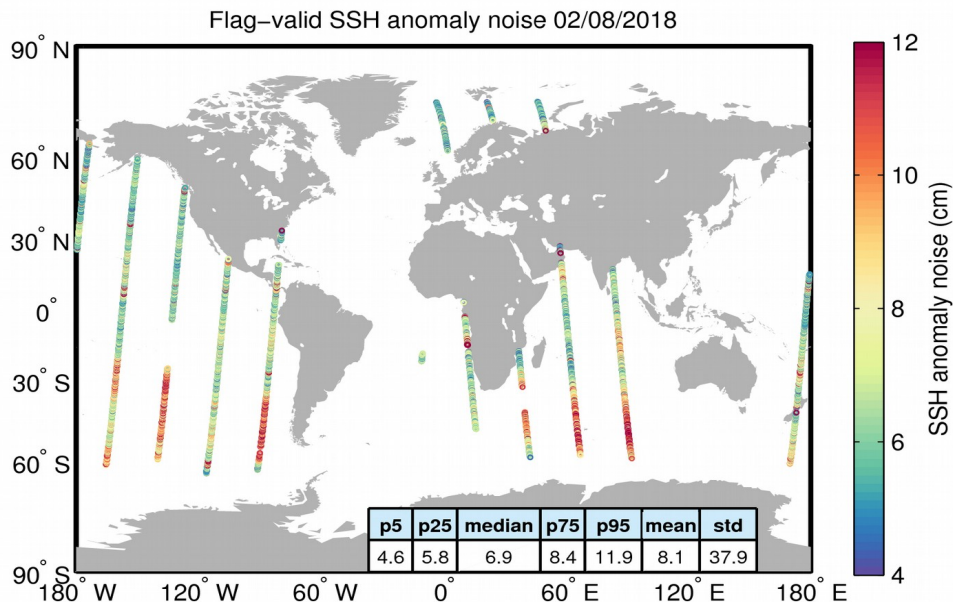 Flag−valid SSH anomaly noise 02/08/2018
90° N
60° N
30° N
0°
30° S
60° S
90° S
180° W
120° W
60° W
0
60° E
120° E
180° E
p5 p25 median p75 p95 mean std
4.6 5.8 6.9 8.4 11.9 8.1 37.9
12
10
8
6
4
SSH anomaly noise (cm)